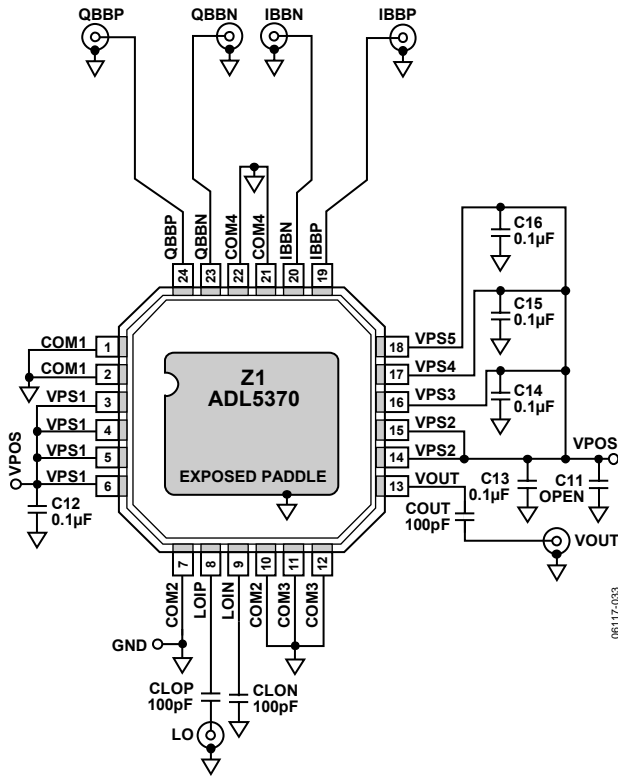 QBBP QBBN IBBN IBBP
QBBP
QBBN
COM4
COM4
IBBN
IBBP
24
23
22
21
20
19
C16
0.1µF
C15
0.1µF
C14
0.1µF
COM1 1
COM1 2
VPS1 3
VPS1 4
VPS1 5
VPS1 6
VPOS
C12
0.1µF
Z1
ADL5370
EXPOSED PADDLE
18 VPS5
17 VPS4
16 VPS3
15 VPS2
14 VPS2
13 VOUT
VPOS
C13
0.1µF
C11
OPEN
COUT
100pF
VOUT
7
8
9
10
11
12
COM2
LOIP
LOIN
COM2
COM3
COM3
GND
CLOP
100pF
CLON
100pF
LO
06117-033